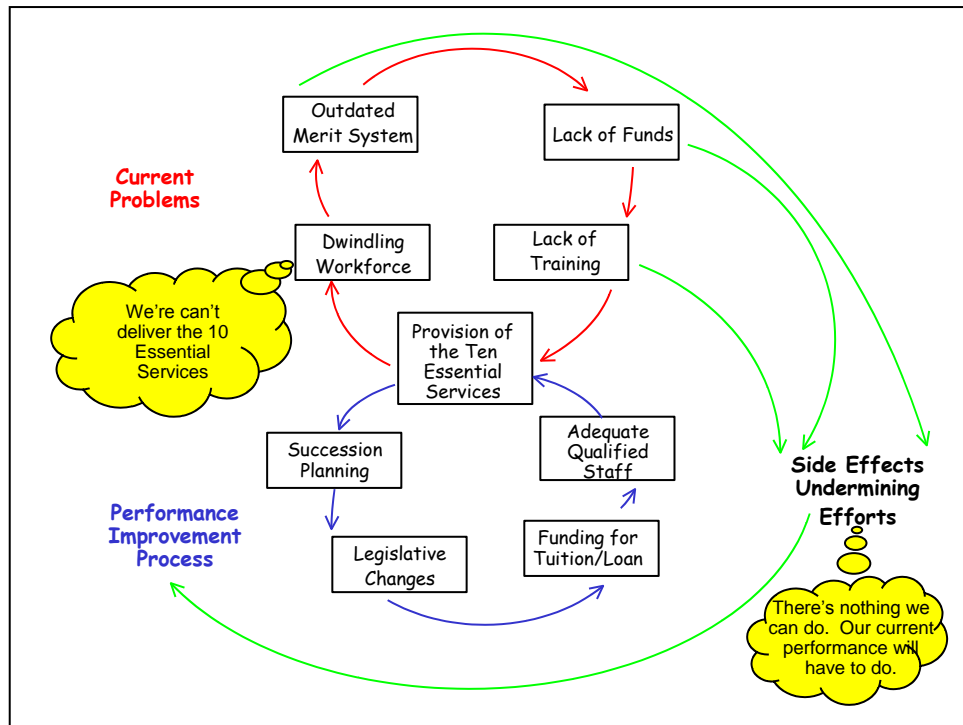 Outdated
Merit System
Lack of Funds
Current
Problems
Dwindling
Workforce
Lack of
Training
We're can't
deliver the 10
Essential
Services
Provision of
the Ten
Essential
Services
Succession
Planning
Adequate
Qualified
Staff
Side Effects
Undermining
Efforts
Performance
Improvement
Process
Legislative
Changes
Funding for
Tuition/Loan
There's nothing we
can do. Our current
performance will
have to do.